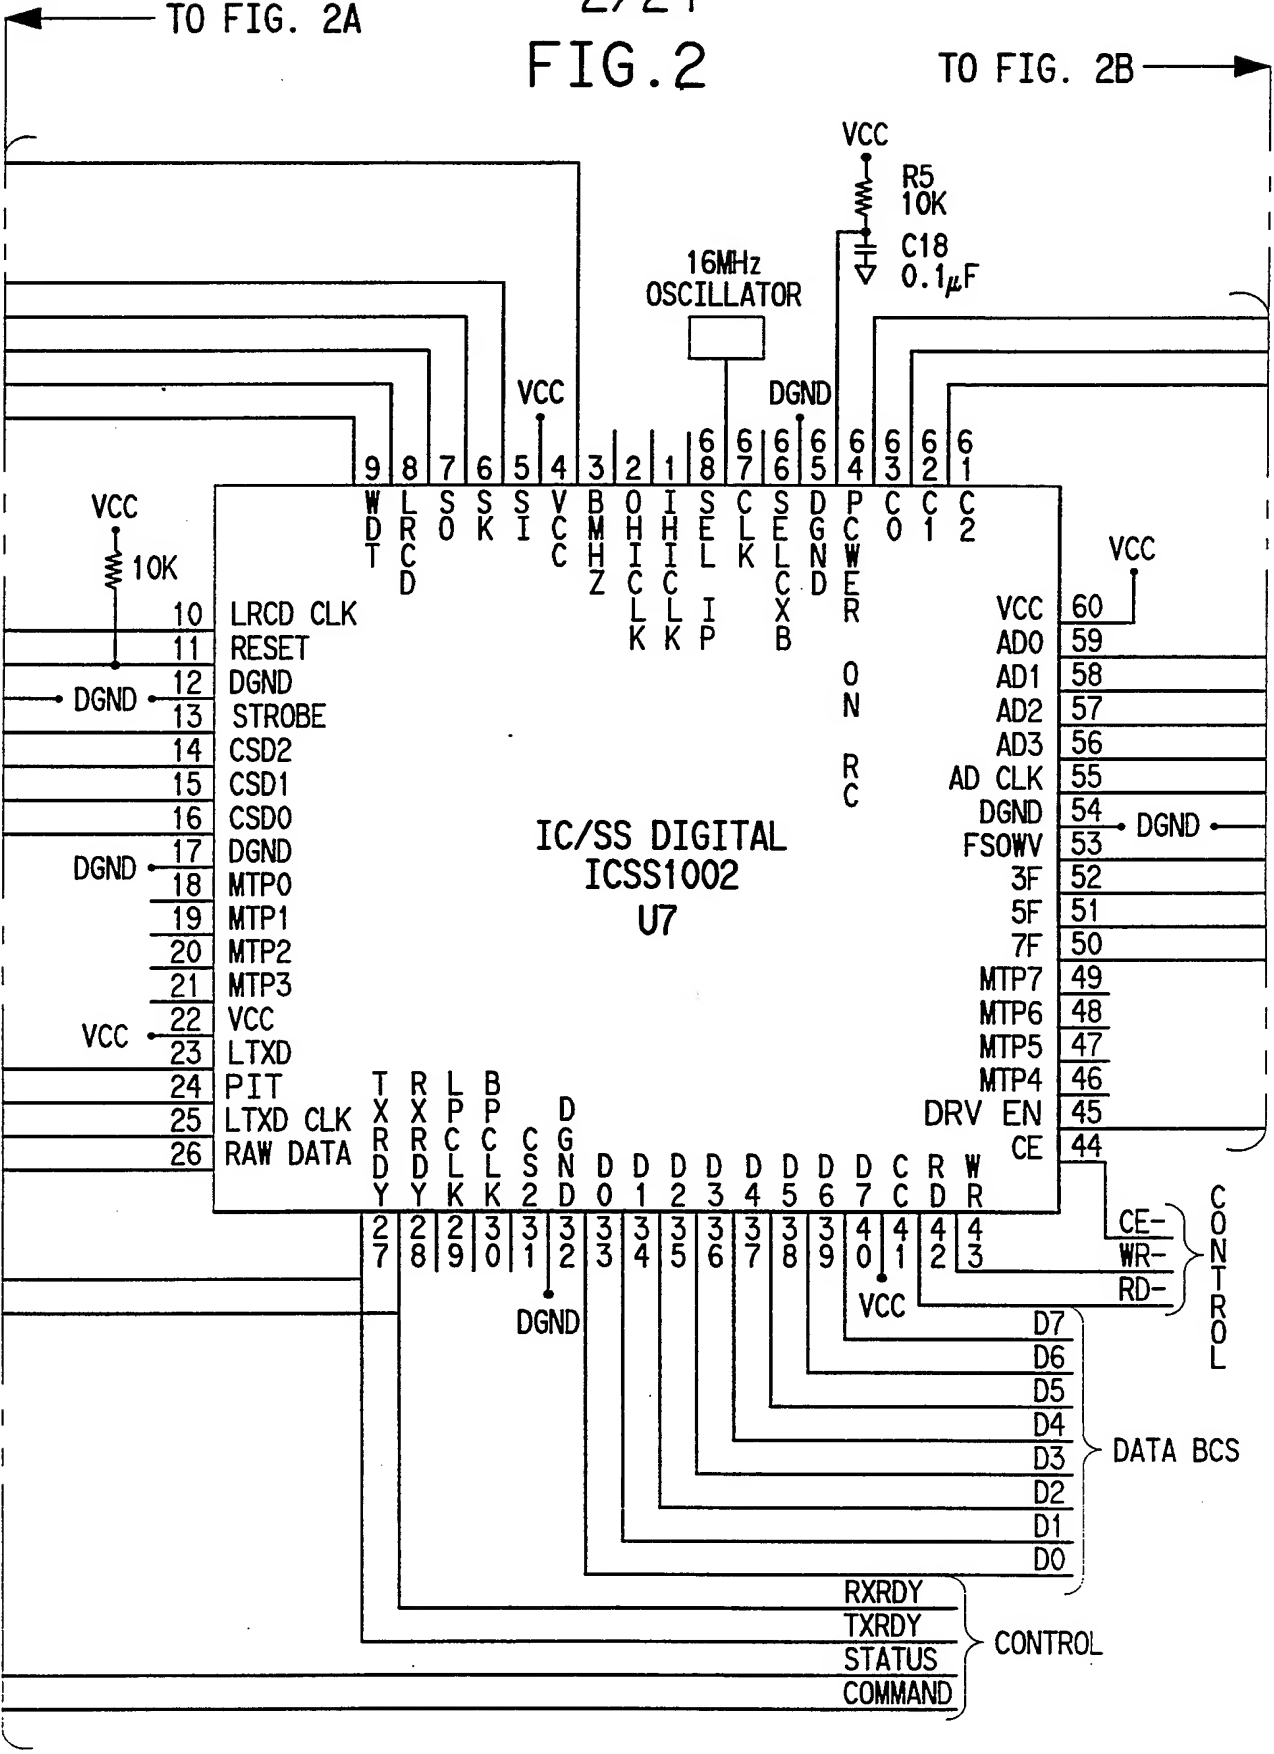 2/24
TO FIG. 2A
FIG.2
TO FIG. 2B
VCC
R5
10K
C18
0.1µF
16MHz
OSCILLATOR
VCC
DGND
9 8 7 6 5 4 3 2 1 68 67 66 65 64 63 62 61
WDT
LRCD
SO
SK
SI
VCC
BMHZ
OHICLK
IHICLK
SEL IP
CLK
SELCXB
DGND
PCWER ON RC
C0
C1
C2
VCC
10K
10 LRCD CLK
11 RESET
12 DGND
DGND
13 STROBE
14 CSD2
15 CSD1
16 CSD0
17 DGND
DGND
18 MTP0
19 MTP1
20 MTP2
21 MTP3
22 VCC
VCC
23 LTXD
24 PIT
25 LTXD CLK
26 RAW DATA
IC/SS DIGITAL
ICSS1002
U7
VCC
VCC 60
AD0 59
AD1 58
AD2 57
AD3 56
AD CLK 55
DGND 54
DGND
FSOWV 53
3F 52
5F 51
7F 50
MTP7 49
MTP6 48
MTP5 47
MTP4 46
DRV EN 45
CE 44
TXRDY
RXRDY
LPCLK
BPCLK
CS2
DGND
D0
D1
D2
D3
D4
D5
D6
D7
CC
RD
WR
27 28 29 30 31 32 33 34 35 36 37 38 39 40 41 42 43
DGND
VCC
CE-
WR-
RD-
CONTROL
D7
D6
D5
D4
D3
D2
D1
D0
DATA BCS
RXRDY
TXRDY
STATUS
COMMAND
CONTROL